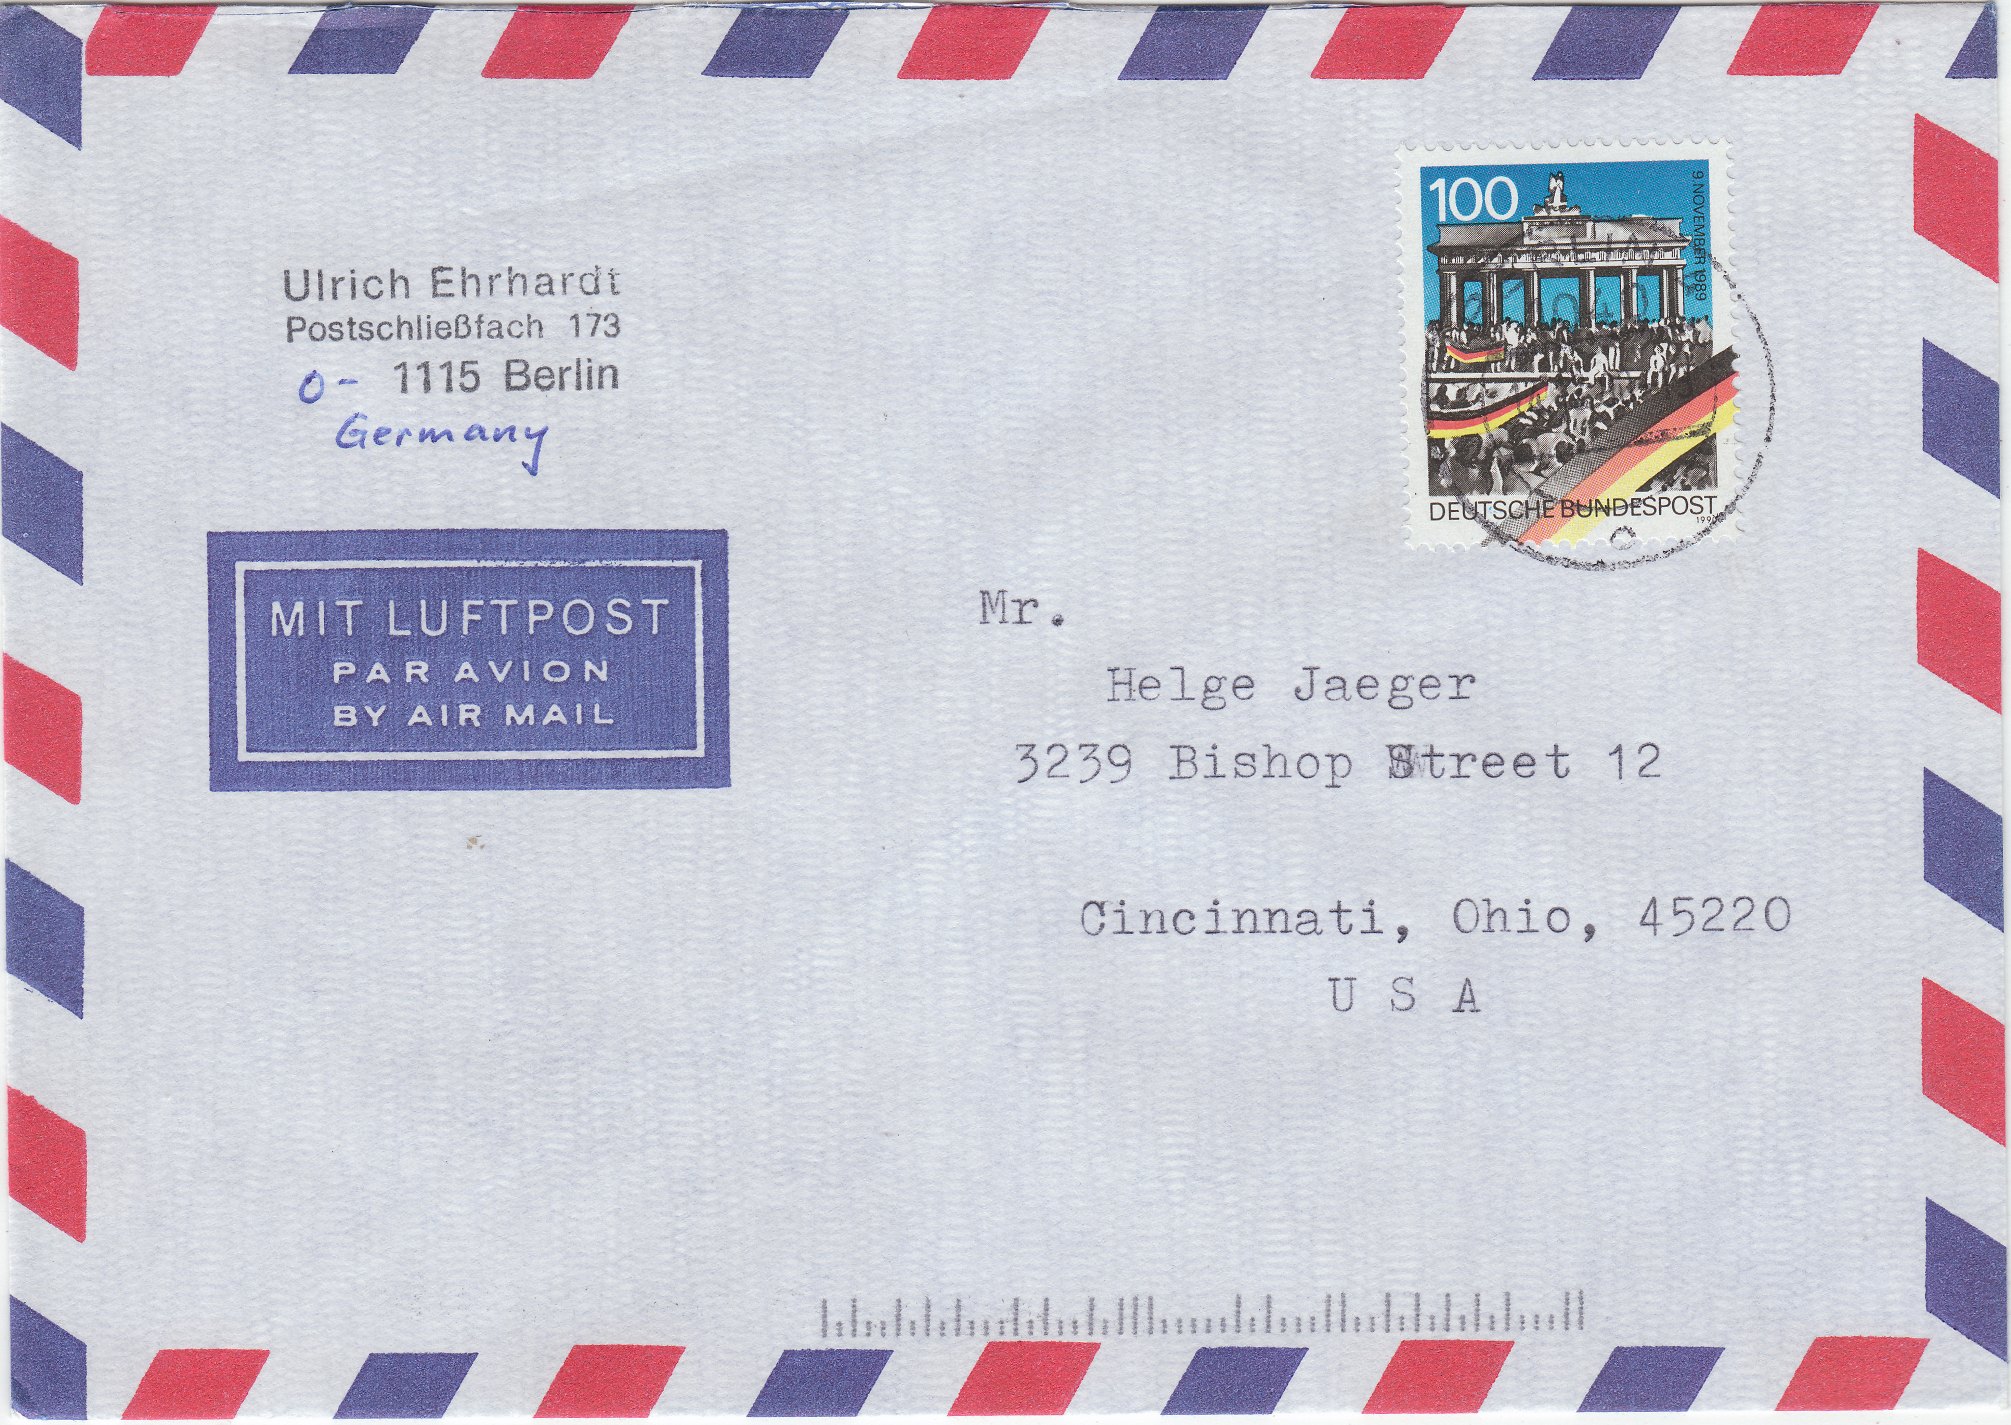 Ulrich Ehrhardt
Postschließfach 173
O- 1115 Berlin
Germany
MIT LUFTPOST
PAR AVION
BY AIR MAIL
100
9. NOVEMBER 1989
DEUTSCHE BUNDESPOST
1990
Mr.
Helge Jaeger
3239 Bishop Street 12
Cincinnati, Ohio, 45220
U S A